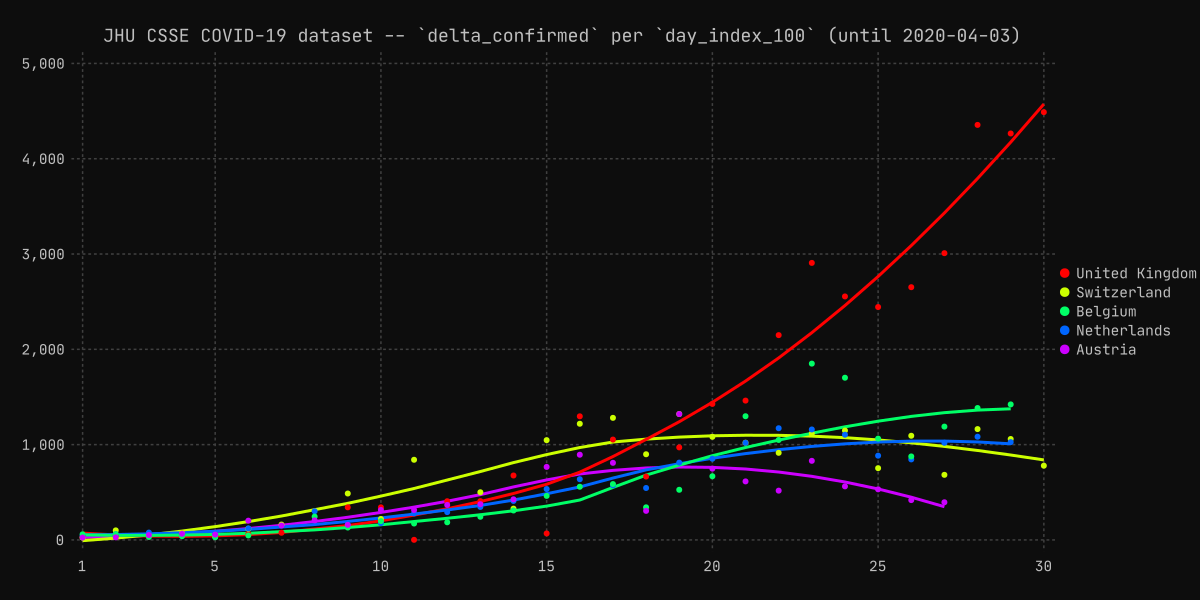 JHU CSSE COVID-19 dataset -- `delta_confirmed` per `day_index_100` (until 2020-04-03)
5,000
4,000
3,000
2,000
1,000
0
1 5 10 15 20 25 30
United Kingdom
Switzerland
Belgium
Netherlands
Austria